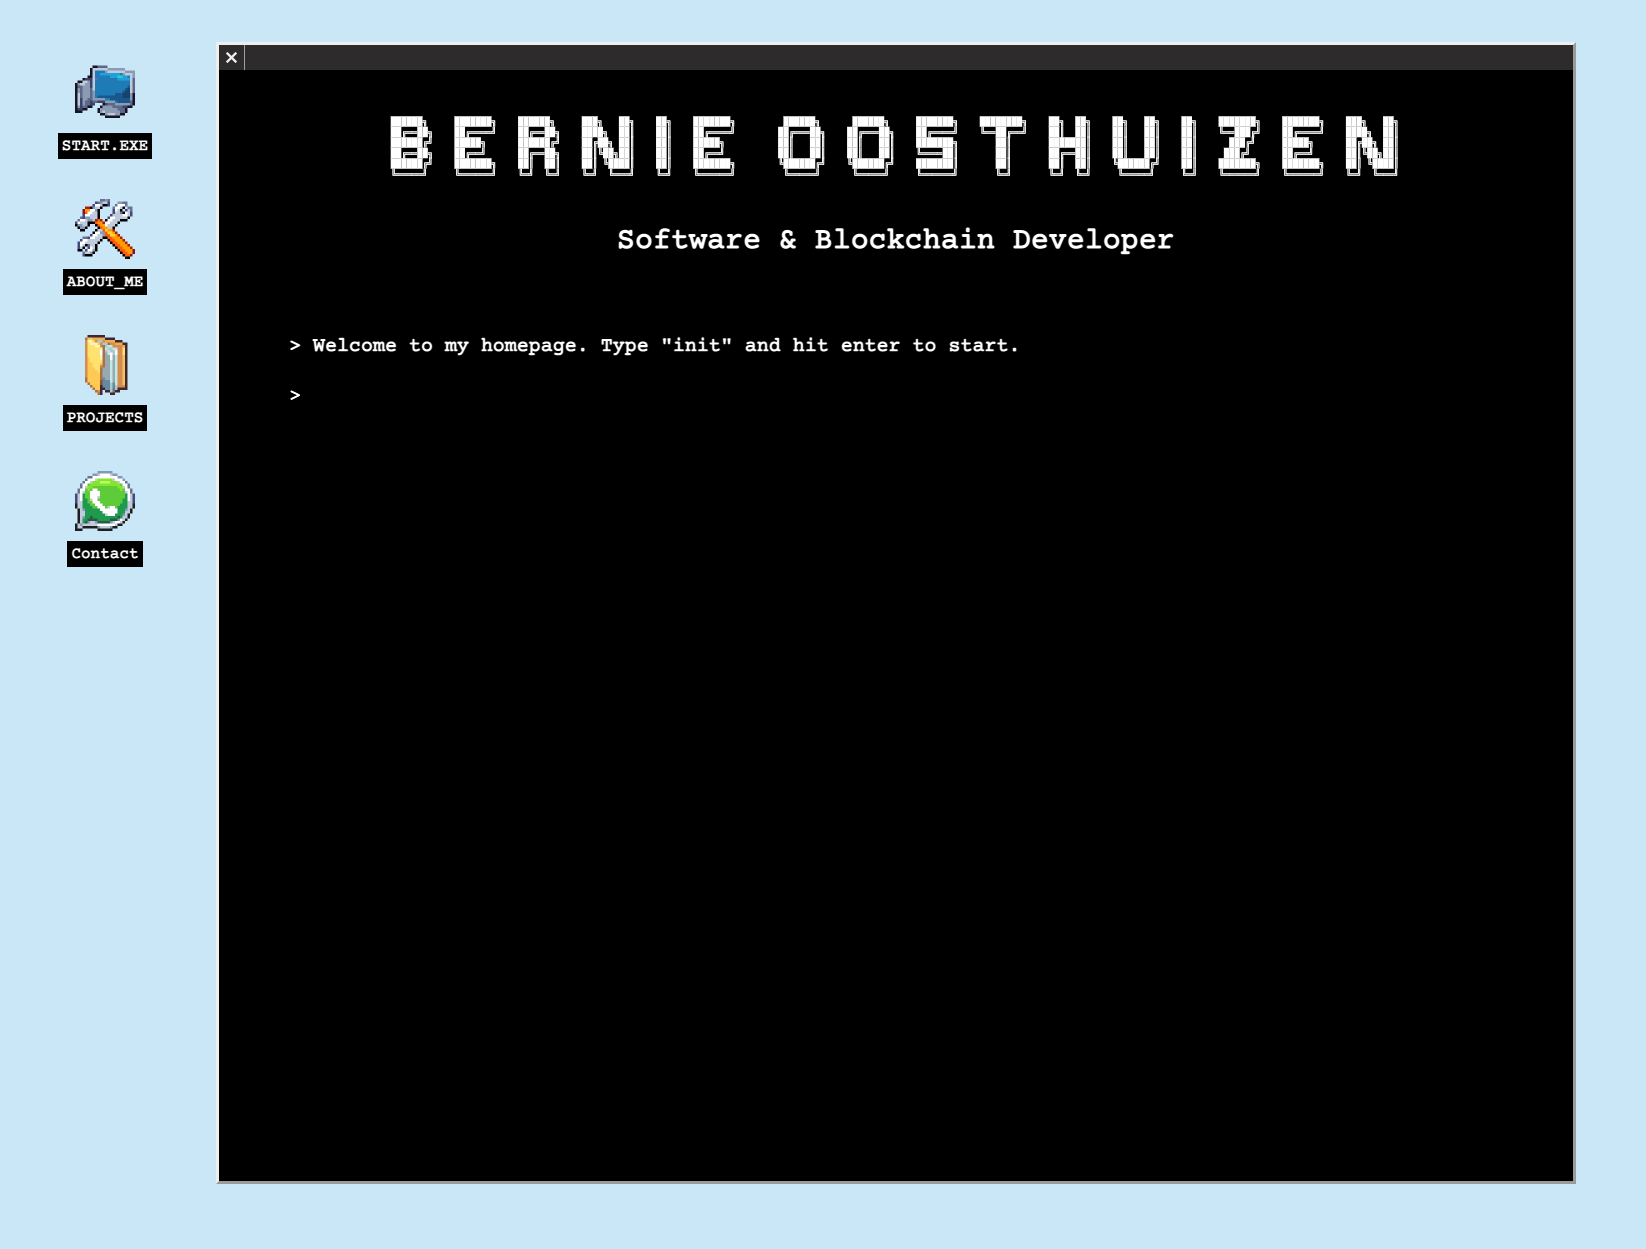 START.EXE
ABOUT_ME
PROJECTS
Contact
BERNIE OOSTHUIZEN
Software & Blockchain Developer
> Welcome to my homepage. Type "init" and hit enter to start.
>